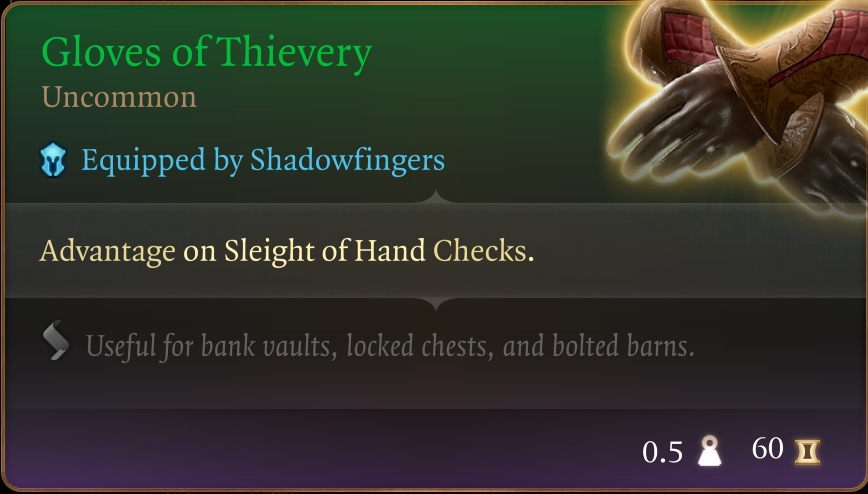 Gloves of Thievery
Uncommon
Equipped by Shadowfingers
Advantage on Sleight of Hand Checks.
Useful for bank vaults, locked chests, and bolted barns.
0.5 60